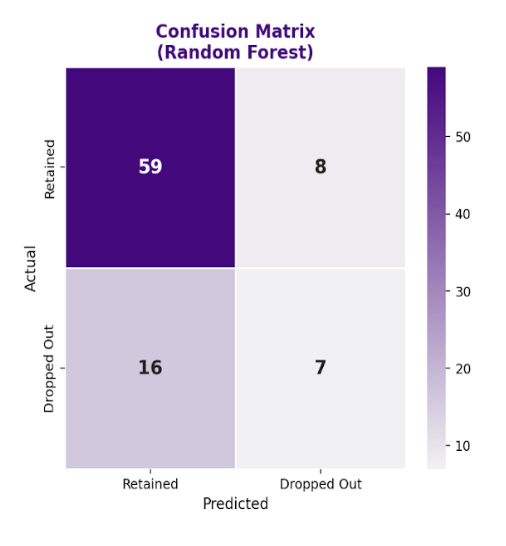 Confusion Matrix
(Random Forest)
Retained
59
8
50
40
Actual
30
Dropped Out
16
7
20
10
Retained
Dropped Out
Predicted